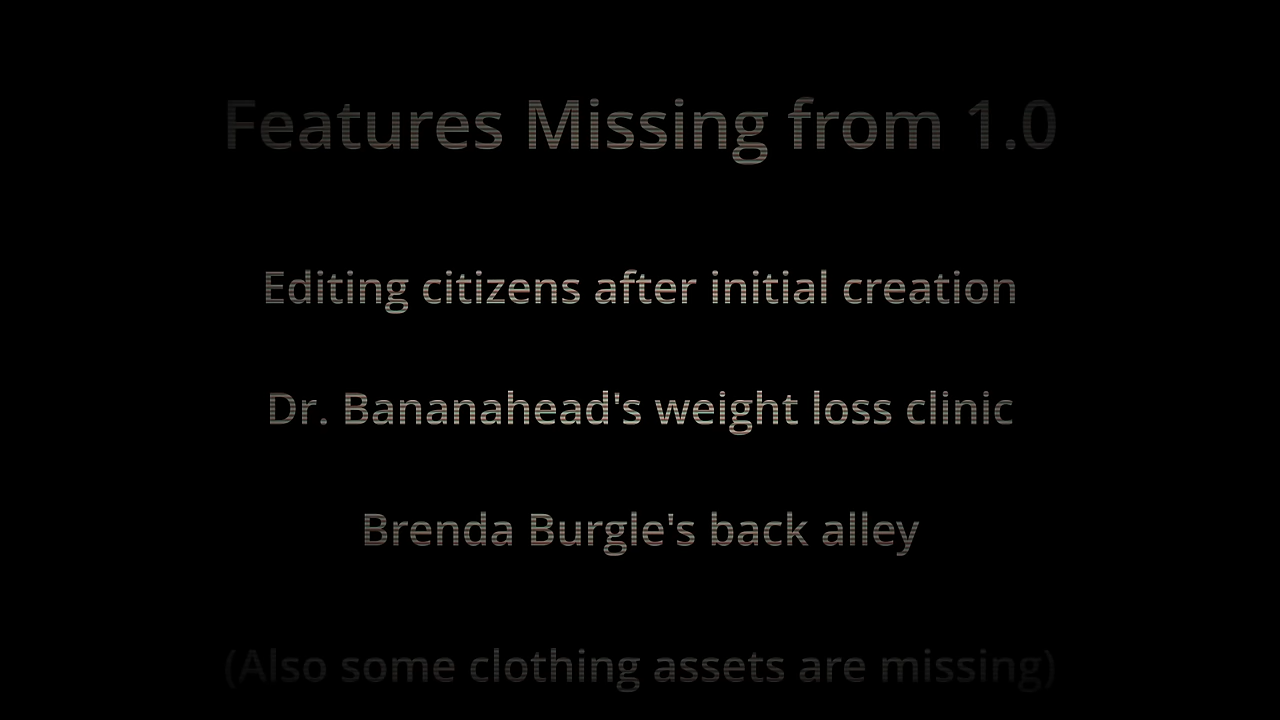 Features Missing from 1.0
Editing citizens after initial creation
Dr. Bananahead's weight loss clinic
Brenda Burgle's back alley
(Also some clothing assets are missing)